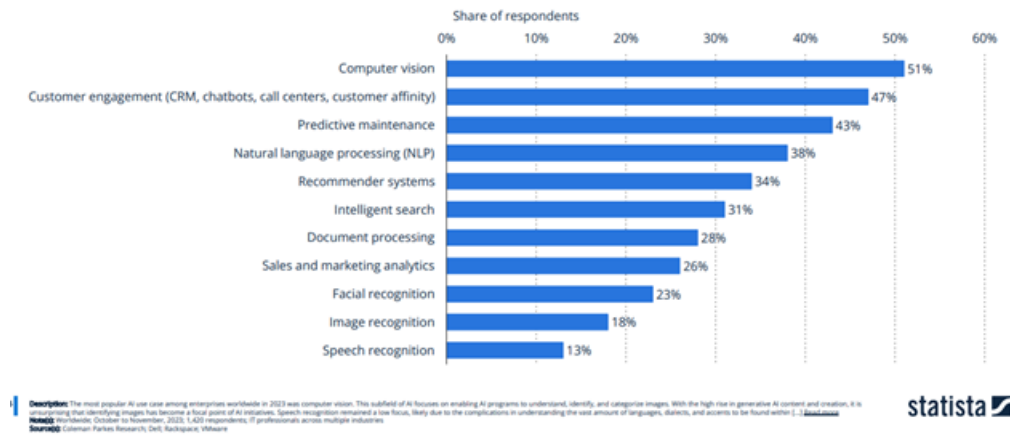 Share of respondents
0% 10% 20% 30% 40% 50% 60%
Computer vision 51%
Customer engagement (CRM, chatbots, call centers, customer affinity) 47%
Predictive maintenance 43%
Natural language processing (NLP) 38%
Recommender systems 34%
Intelligent search 31%
Document processing 28%
Sales and marketing analytics 26%
Facial recognition 23%
Image recognition 18%
Speech recognition 13%
Description: The most popular AI use case among enterprises worldwide in 2023 was computer vision. This subfield of AI focuses on enabling AI programs to understand, identify, and categorize images. With the high rise in generative AI content and creation, it is
unsurprising that identifying images has become a focal point of AI initiatives. Speech recognition remained a low focus, likely due to the complications in understanding the vast amount of languages, dialects, and accents to be found within [...] Read more
Note(s): Worldwide; October to November, 2023; 1,420 respondents; IT professionals across multiple industries
Source(s): Coleman Parkes Research; Dell; Rackspace; VMware
statista